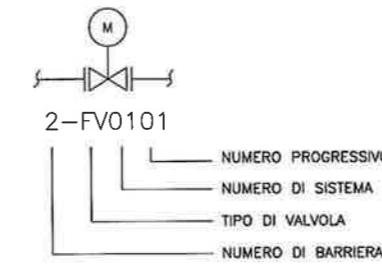 M
2-FV0101
NUMERO PROGRESSIVO
NUMERO DI SISTEMA
TIPO DI VALVOLA
NUMERO DI BARRIERA